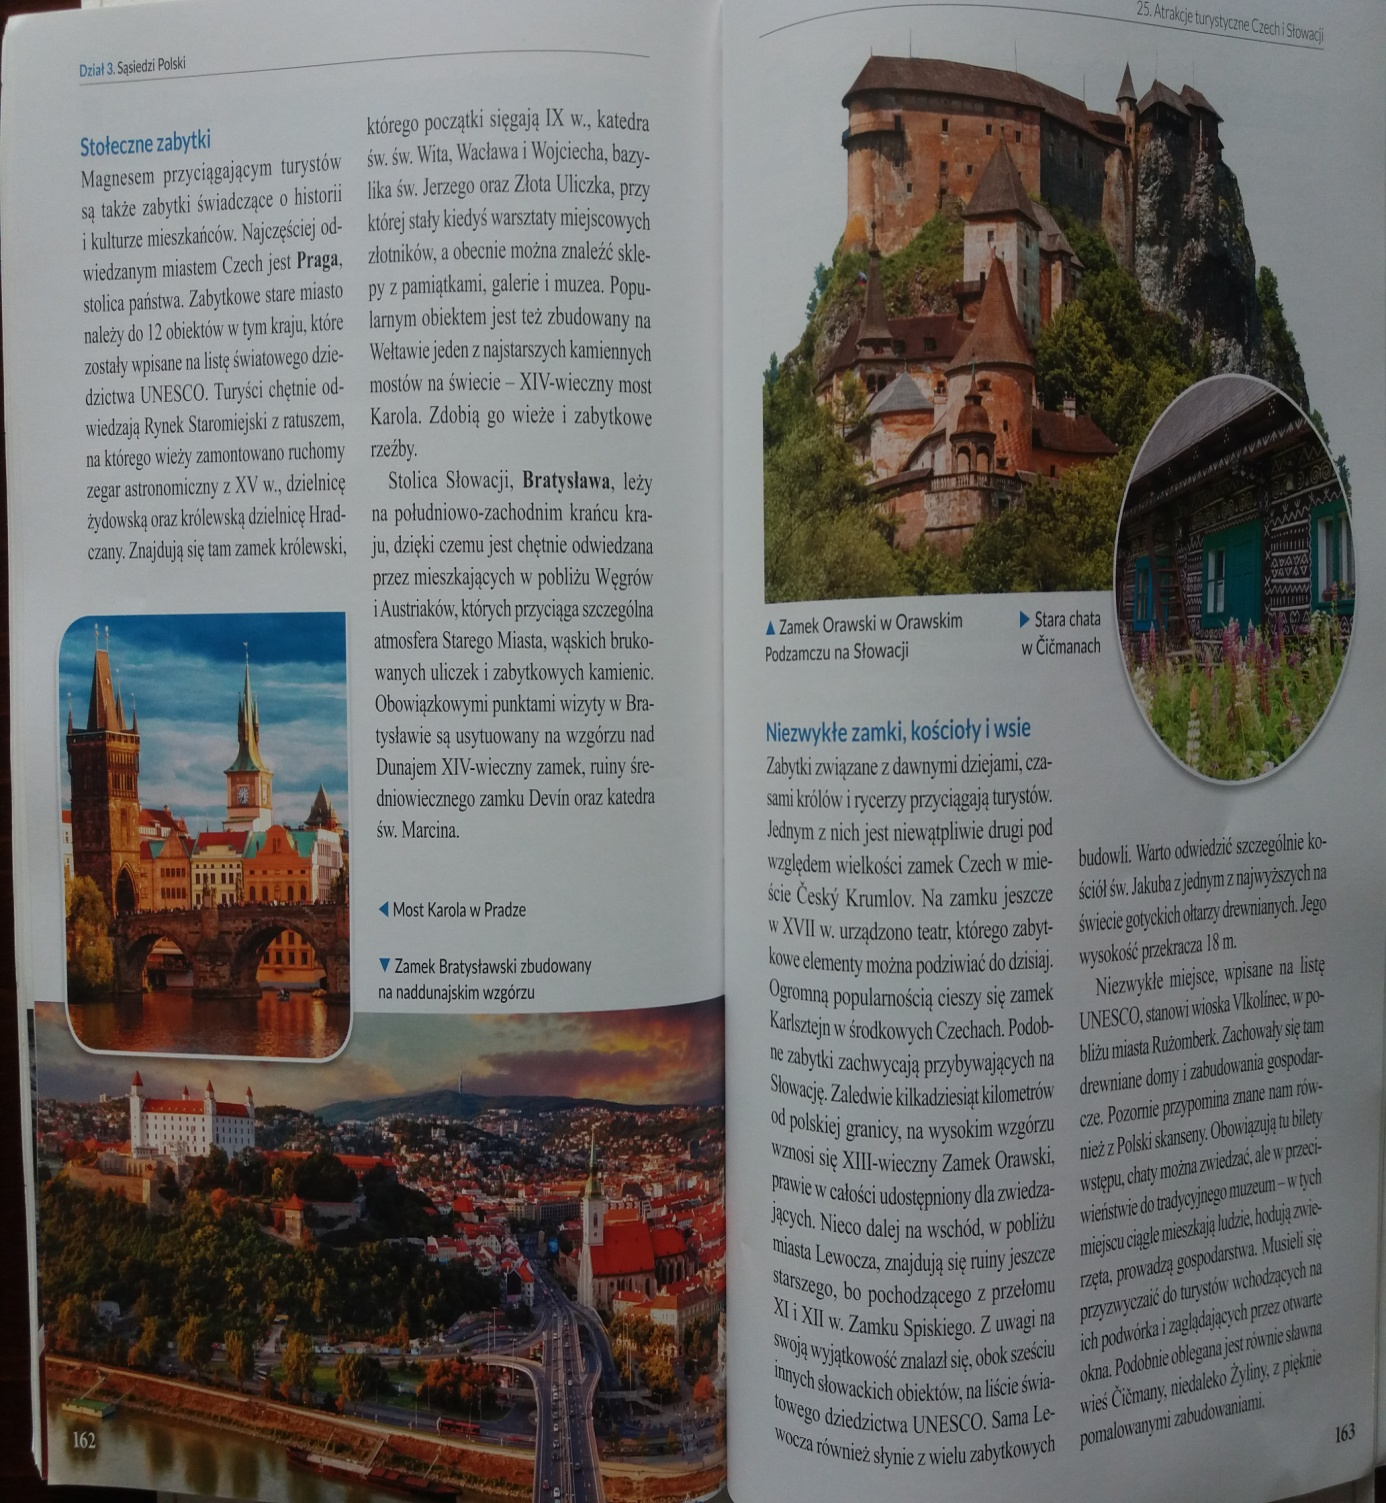 Dział 3. Sąsiedzi Polski
Stołeczne zabytki
Magnesem przyciągającym turystów
są także zabytki świadczące o historii
i kulturze mieszkańców. Najczęściej od-
wiedzanym miastem Czech jest Praga,
stolica państwa. Zabytkowe stare miasto
należy do 12 obiektów w tym kraju, które
zostały wpisane na listę światowego dzie-
dzictwa UNESCO. Turyści chętnie od-
wiedzają Rynek Staromiejski z ratuszem,
na którego wieży zamontowano ruchomy
zegar astronomiczny z XV w., dzielnicę
żydowską oraz królewską dzielnicę Hrad-
czany. Znajdują się tam zamek królewski,
którego początki sięgają IX w., katedra
św. św. Wita, Wacława i Wojciecha, bazy-
lika św. Jerzego oraz Złota Uliczka, przy
której stały kiedyś warsztaty miejscowych
złotników, a obecnie można znaleźć skle-
py z pamiątkami, galerie i muzea. Popu-
larnym obiektem jest też zbudowany na
Wełtawie jeden z najstarszych kamiennych
mostów na świecie – XIV-wieczny most
Karola. Zdobią go wieże i zabytkowe
rzeźby.
Stolica Słowacji, Bratysława, leży
na południowo-zachodnim krańcu kra-
ju, dzięki czemu jest chętnie odwiedzana
przez mieszkających w pobliżu Węgrów
i Austriaków, których przyciąga szczególna
atmosfera Starego Miasta, wąskich bruko-
wanych uliczek i zabytkowych kamienic.
Obowiązkowymi punktami wizyty w Bra-
tysławie są usytuowany na wzgórzu nad
Dunajem XIV-wieczny zamek, ruiny śre-
dniowiecznego zamku Devín oraz katedra
św. Marcina.
◀ Most Karola w Pradze
▼ Zamek Bratysławski zbudowany
na naddunajskim wzgórzu
162
25. Atrakcje turystyczne Czech i Słowacji
▲ Zamek Orawski w Orawskim
Podzamczu na Słowacji
▶ Stara chata
w Čičmanach
Niezwykłe zamki, kościoły i wsie
Zabytki związane z dawnymi dziejami, cza-
sami królów i rycerzy przyciągają turystów.
Jednym z nich jest niewątpliwie drugi pod
względem wielkości zamek Czech w mie-
ście Český Krumlov. Na zamku jeszcze
w XVII w. urządzono teatr, którego zabyt-
kowe elementy można podziwiać do dzisiaj.
Ogromną popularnością cieszy się zamek
Karlsztejn w środkowych Czechach. Podob-
ne zabytki zachwycają przybywających na
Słowację. Zaledwie kilkadziesiąt kilometrów
od polskiej granicy, na wysokim wzgórzu
wznosi się XIII-wieczny Zamek Orawski,
prawie w całości udostępniony dla zwiedza-
jących. Nieco dalej na wschód, w pobliżu
miasta Lewocza, znajdują się ruiny jeszcze
starszego, bo pochodzącego z przełomu
XI i XII w. Zamku Spiskiego. Z uwagi na
swoją wyjątkowość znalazł się, obok sześciu
innych słowackich obiektów, na liście świa-
towego dziedzictwa UNESCO. Sama Le-
wocza również słynie z wielu zabytkowych
budowli. Warto odwiedzić szczególnie ko-
ściół św. Jakuba z jednym z najwyższych na
świecie gotyckich ołtarzy drewnianych. Jego
wysokość przekracza 18 m.
Niezwykłe miejsce, wpisane na listę
UNESCO, stanowi wioska Vlkolínec, w po-
bliżu miasta Rużomberk. Zachowały się tam
drewniane domy i zabudowania gospodar-
cze. Pozornie przypomina znane nam rów-
nież z Polski skanseny. Obowiązują tu bilety
wstępu, chaty można zwiedzać, ale w przeci-
wieństwie do tradycyjnego muzeum – w tych
miejscu ciągle mieszkają ludzie, hodują zwie-
rzęta, prowadzą gospodarstwa. Musieli się
przyzwyczaić do turystów wchodzących na
ich podwórka i zaglądających przez otwarte
okna. Podobnie oblegana jest równie sławna
wieś Čičmany, niedaleko Żyliny, z pięknie
pomalowanymi zabudowaniami.
163